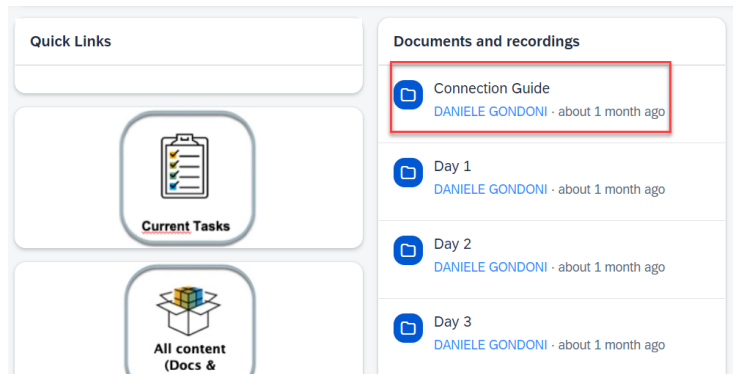 Quick Links
Current Tasks
All content
(Docs &
Documents and recordings
Connection Guide
DANIELE GONDONI · about 1 month ago
Day 1
DANIELE GONDONI · about 1 month ago
Day 2
DANIELE GONDONI · about 1 month ago
Day 3
DANIELE GONDONI · about 1 month ago